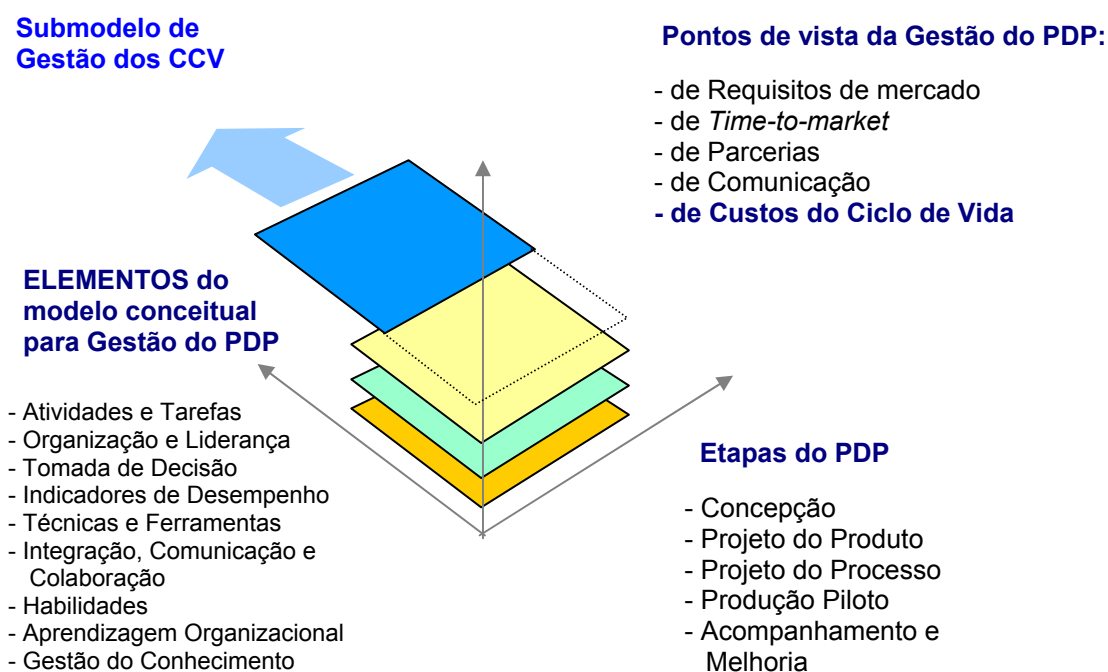 Submodelo de
Gestão dos CCV
Pontos de vista da Gestão do PDP:
- de Requisitos de mercado
- de Time-to-market
- de Parcerias
- de Comunicação
- de Custos do Ciclo de Vida
ELEMENTOS do
modelo conceitual
para Gestão do PDP
- Atividades e Tarefas
- Organização e Liderança
- Tomada de Decisão
- Indicadores de Desempenho
- Técnicas e Ferramentas
- Integração, Comunicação e
Colaboração
- Habilidades
- Aprendizagem Organizacional
- Gestão do Conhecimento
Etapas do PDP
- Concepção
- Projeto do Produto
- Projeto do Processo
- Produção Piloto
- Acompanhamento e
Melhoria